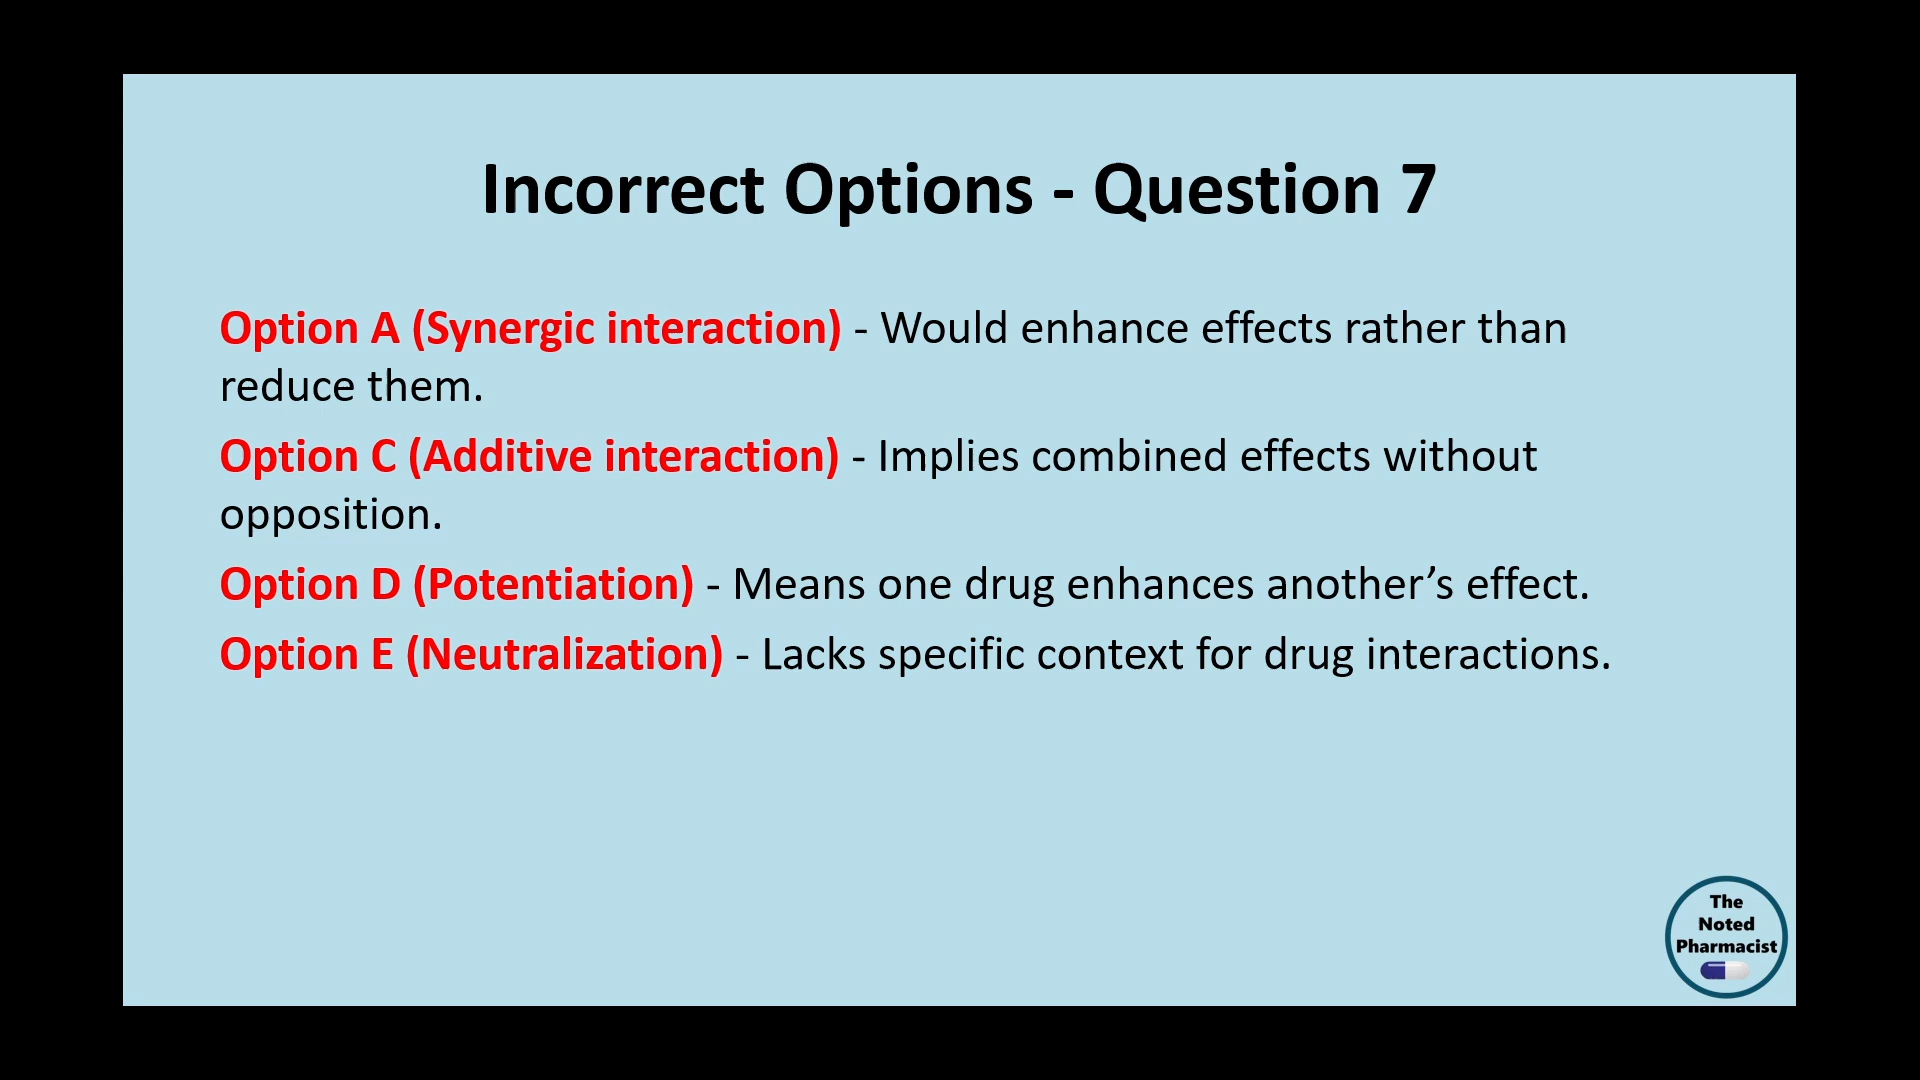 Incorrect Options - Question 7
Option A (Synergic interaction) - Would enhance effects rather than
reduce them.
Option C (Additive interaction) - Implies combined effects without
opposition.
Option D (Potentiation) - Means one drug enhances another’s effect.
Option E (Neutralization) - Lacks specific context for drug interactions.
The
Noted
Pharmacist